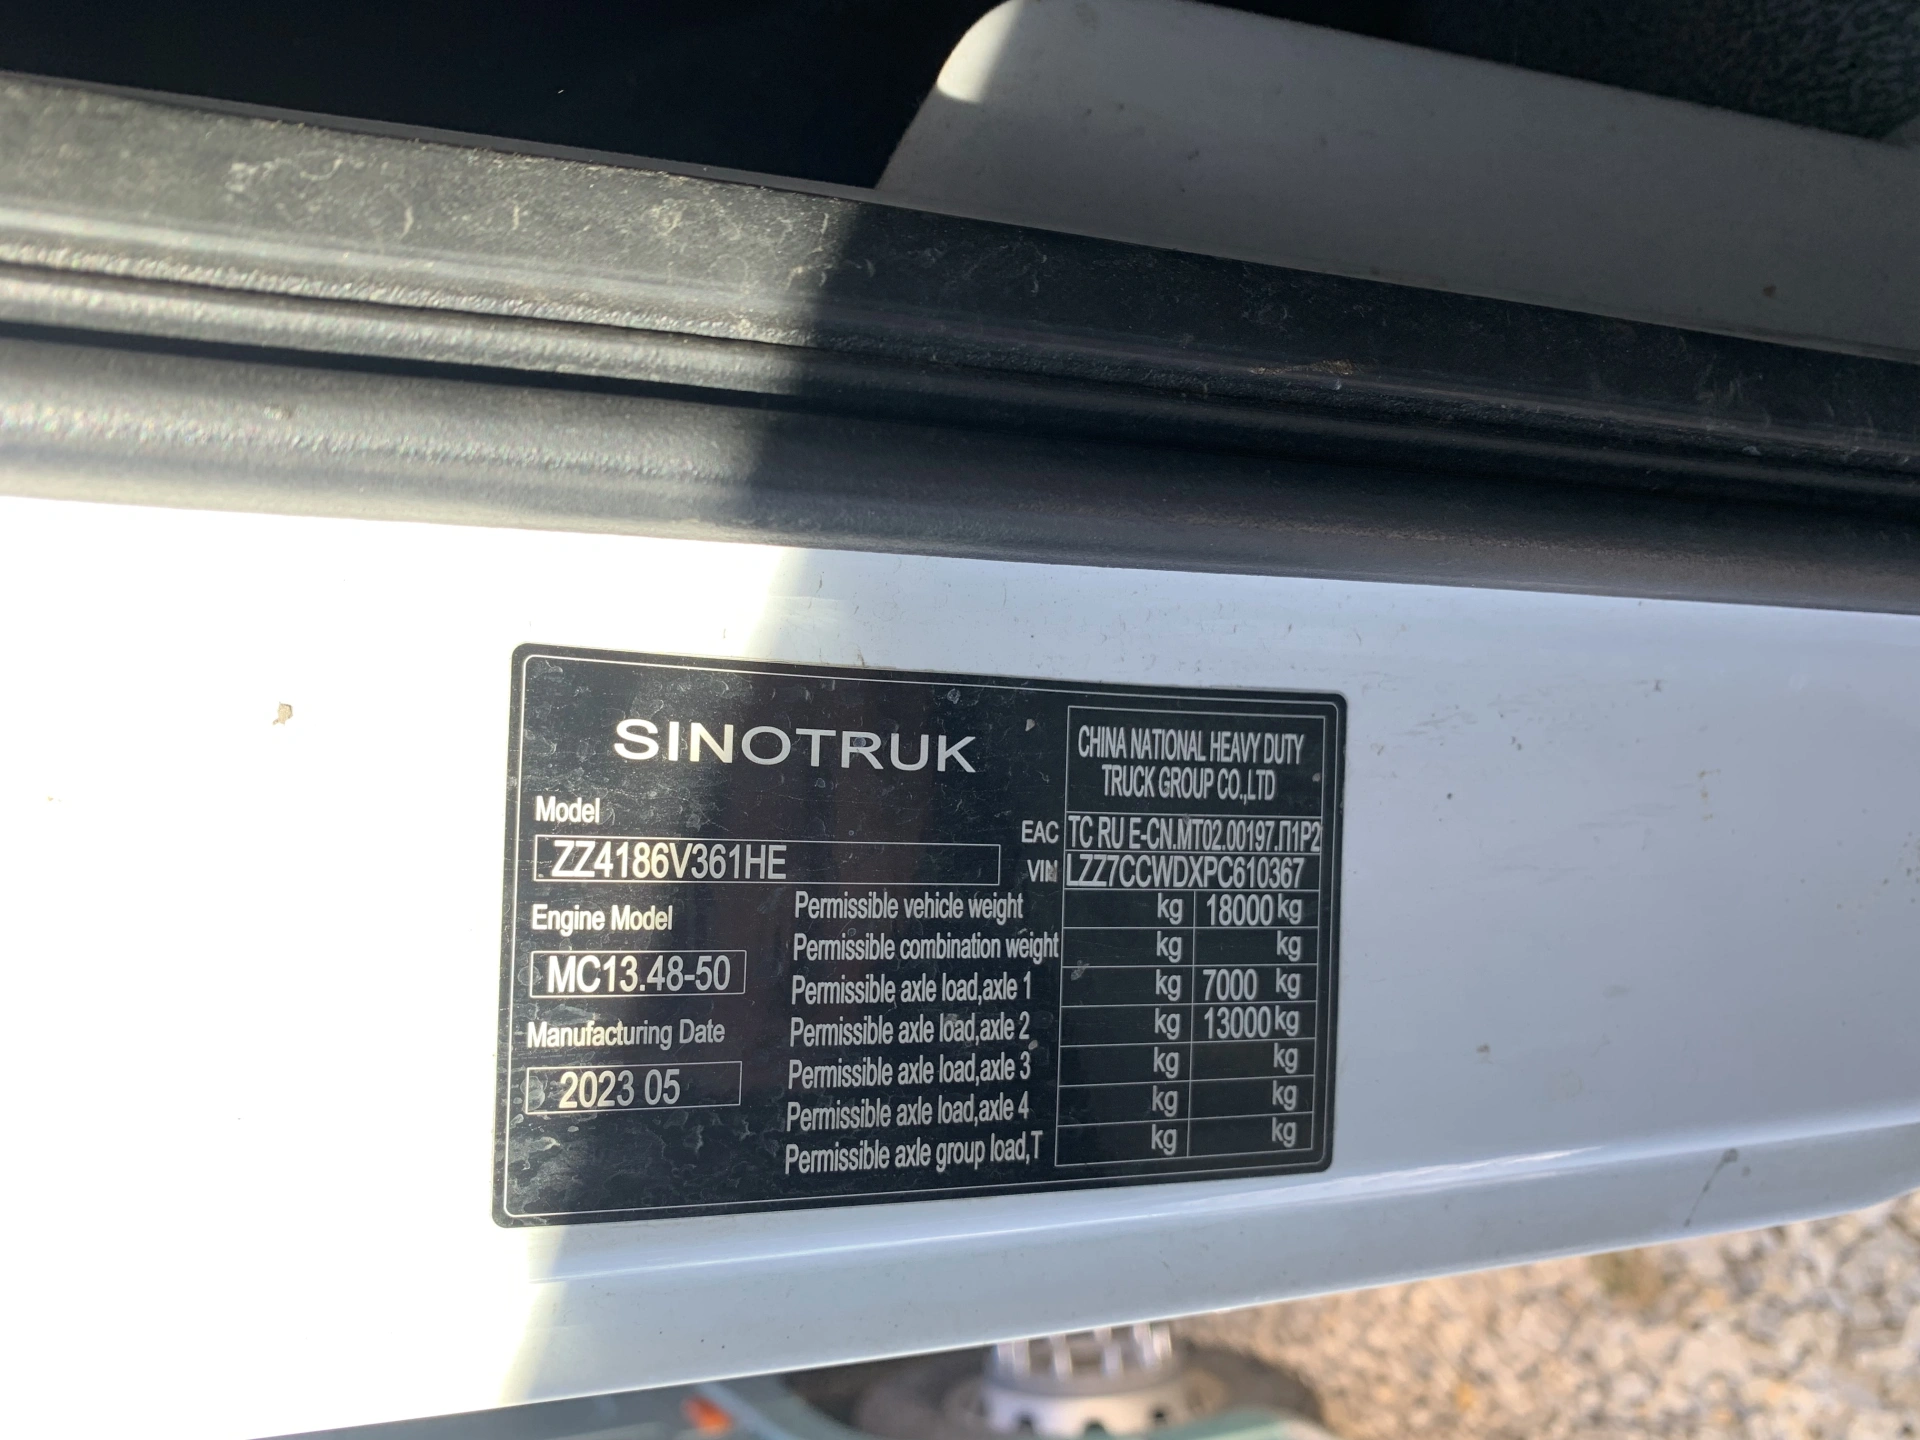 SINOTRUK
CHINA NATIONAL HEAVY DUTY
TRUCK GROUP CO.,LTD
Model
ZZ4186V361HE
EAC TC RU E-CN.MT02.00197.П1P2
VIN LZZ7CCWDXPC610367
Engine Model
MC13.48-50
Manufacturing Date
2023 05
Permissible vehicle weight kg 18000 kg
Permissible combination weight kg kg
Permissible axle load,axle 1 kg 7000 kg
Permissible axle load,axle 2 kg 13000 kg
Permissible axle load,axle 3 kg kg
Permissible axle load,axle 4 kg kg
Permissible axle group load,T kg kg